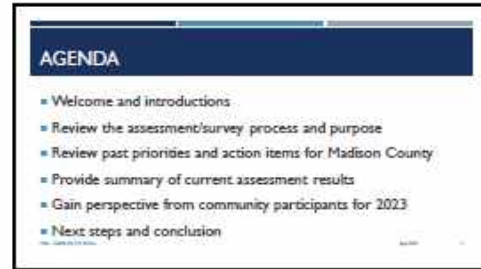 AGENDA
Welcome and introductions
Review the assessment/survey process and purpose
Review past priorities and action items for Madison County
Provide summary of current assessment results
Gain perspective from community participants for 2023
Next steps and conclusion